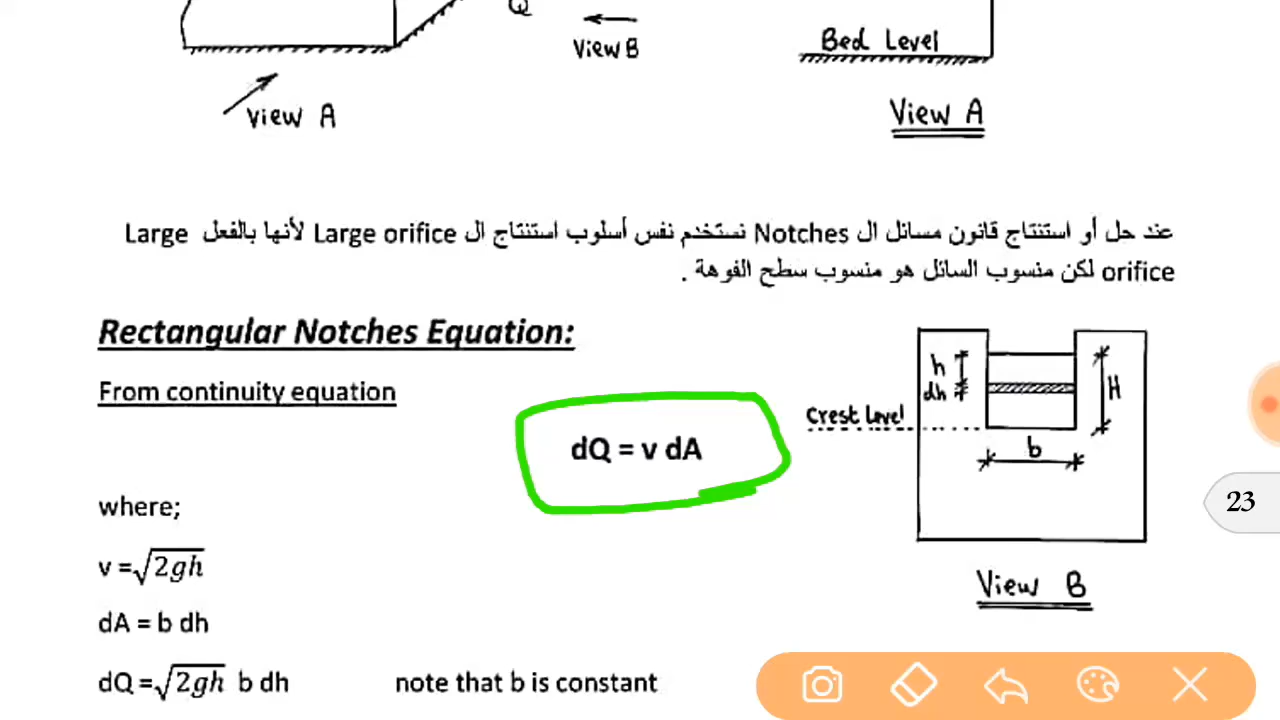 Q
View B
View A
Bed Level
View A
عند حل أو استنتاج قانون مسائل ال Notches نستخدم نفس أسلوب استنتاج ال Large orifice لأنها بالفعل Large
orifice لكن منسوب السائل هو منسوب سطح الفوهة .
Rectangular Notches Equation:
From continuity equation
dQ = v dA
h
dh
H
Crest Level
b
where;
23
v =√2gh
View B
dA = b dh
dQ =√2gh b dh note that b is constant